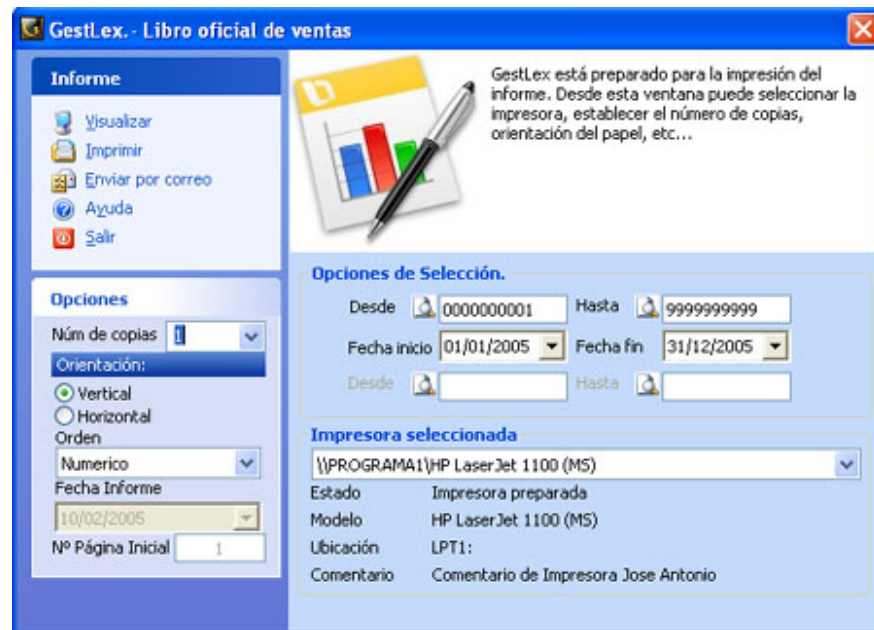 GestLex.- Libro oficial de ventas
Informe
Visualizar
Imprimir
Enviar por correo
Ayuda
Salir
GestLex está preparado para la impresión del
informe. Desde esta ventana puede seleccionar la
impresora, establecer el número de copias,
orientación del papel, etc...
Opciones
Núm de copias 1
Orientación:
Vertical
Horizontal
Orden
Numerico
Fecha Informe
10/02/2005
Nº Página Inicial 1
Opciones de Selección.
Desde 0000000001 Hasta 9999999999
Fecha inicio 01/01/2005 Fecha fin 31/12/2005
Desde Hasta
Impresora seleccionada
\\PROGRAMA1\HP LaserJet 1100 (MS)
Estado Impresora preparada
Modelo HP LaserJet 1100 (MS)
Ubicación LPT1:
Comentario Comentario de Impresora Jose Antonio